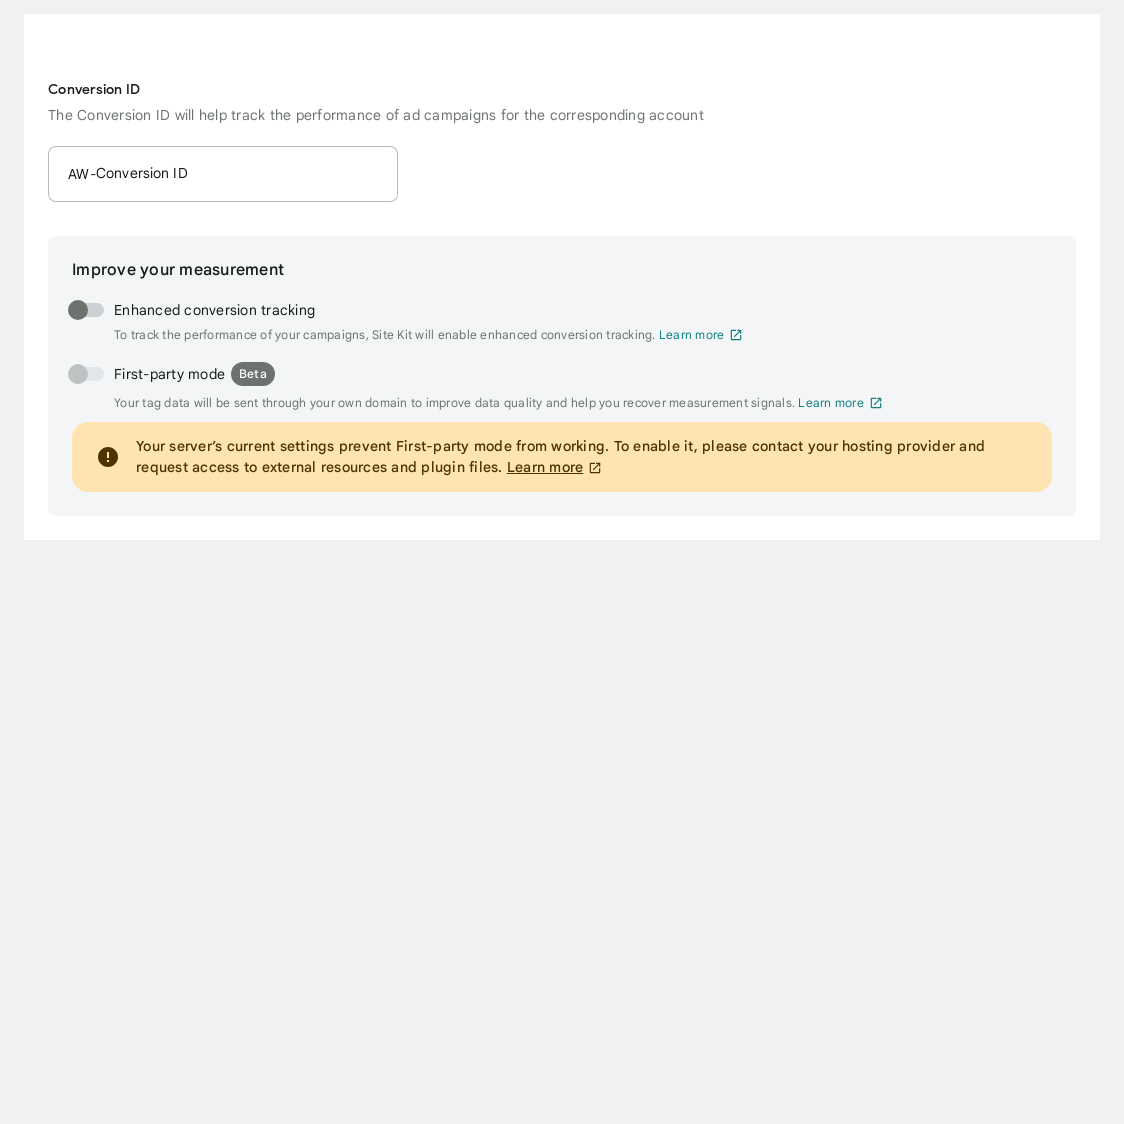 Conversion ID
The Conversion ID will help track the performance of ad campaigns for the corresponding account
AW-Conversion ID
Improve your measurement
Enhanced conversion tracking
To track the performance of your campaigns, Site Kit will enable enhanced conversion tracking. Learn more
First-party mode Beta
Your tag data will be sent through your own domain to improve data quality and help you recover measurement signals. Learn more
Your server’s current settings prevent First-party mode from working. To enable it, please contact your hosting provider and
request access to external resources and plugin files. Learn more